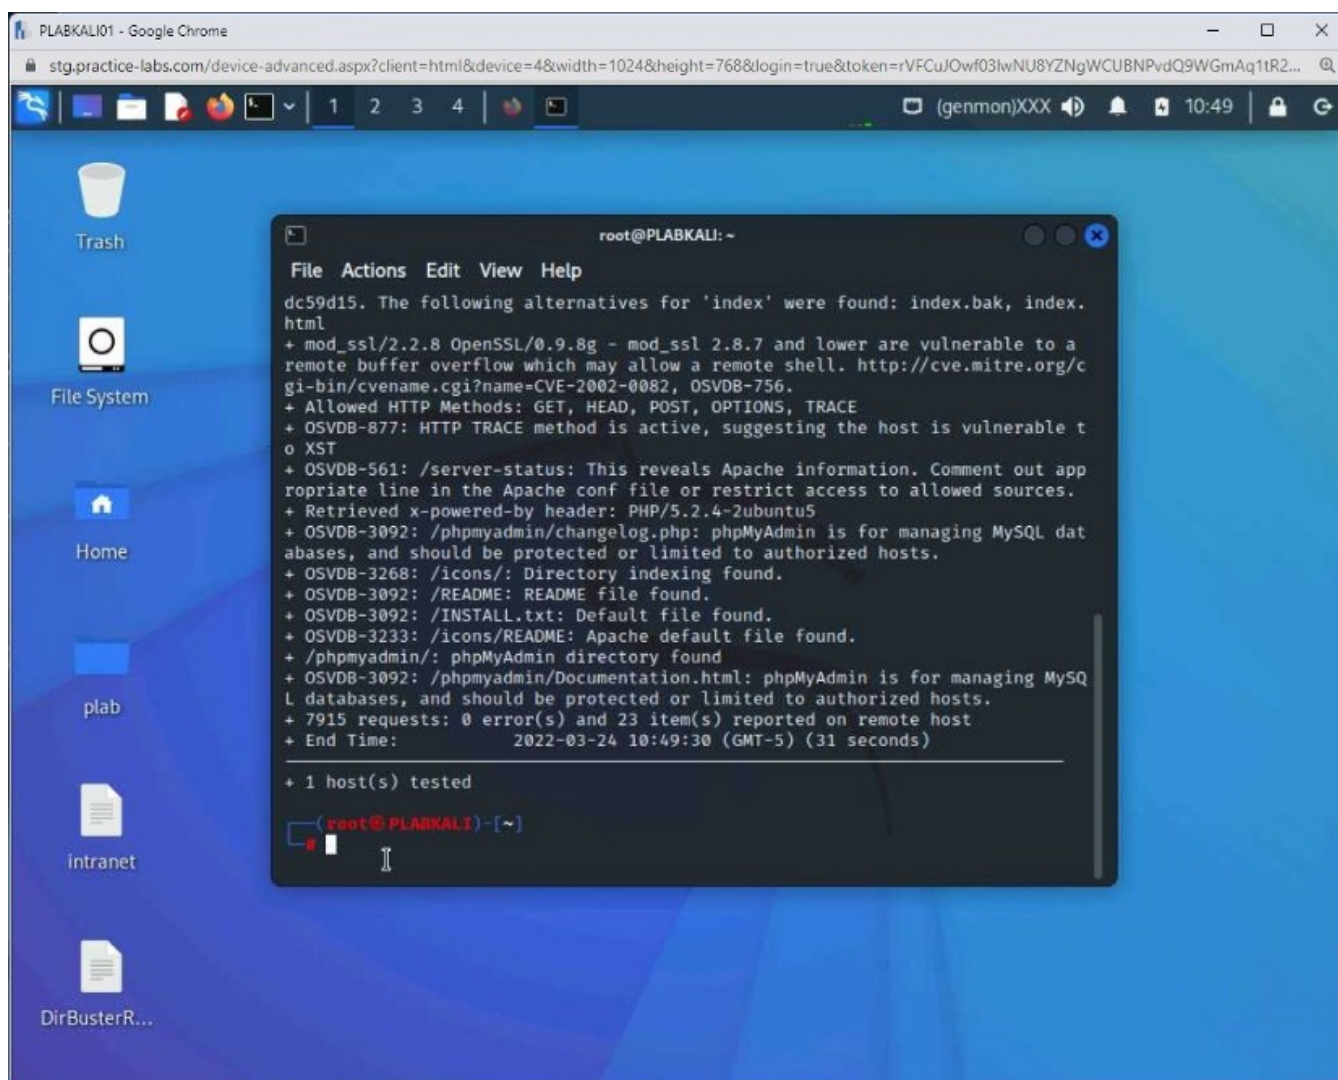 PLABKALI01 - Google Chrome
stg.practice-labs.com/device-advanced.aspx?client=html&device=4&width=1024&height=768&login=true&token=rVFCuJOwf03IwNU8YZNgWCUBNPvdQ9WGmAq1tR2...
1 2 3 4 (genmon)XXX 10:49
Trash
File System
Home
plab
intranet
DirBusterR...
root@PLABKALI: ~
File Actions Edit View Help
dc59d15. The following alternatives for 'index' were found: index.bak, index.
html
+ mod_ssl/2.2.8 OpenSSL/0.9.8g - mod_ssl 2.8.7 and lower are vulnerable to a
remote buffer overflow which may allow a remote shell. http://cve.mitre.org/c
gi-bin/cvename.cgi?name=CVE-2002-0082, OSVDB-756.
+ Allowed HTTP Methods: GET, HEAD, POST, OPTIONS, TRACE
+ OSVDB-877: HTTP TRACE method is active, suggesting the host is vulnerable t
o XST
+ OSVDB-561: /server-status: This reveals Apache information. Comment out app
ropriate line in the Apache conf file or restrict access to allowed sources.
+ Retrieved x-powered-by header: PHP/5.2.4-2ubuntu5
+ OSVDB-3092: /phpmyadmin/changelog.php: phpMyAdmin is for managing MySQL dat
abases, and should be protected or limited to authorized hosts.
+ OSVDB-3268: /icons/: Directory indexing found.
+ OSVDB-3092: /README: README file found.
+ OSVDB-3092: /INSTALL.txt: Default file found.
+ OSVDB-3233: /icons/README: Apache default file found.
+ /phpmyadmin/: phpMyAdmin directory found
+ OSVDB-3092: /phpmyadmin/Documentation.html: phpMyAdmin is for managing MySQ
L databases, and should be protected or limited to authorized hosts.
+ 7915 requests: 0 error(s) and 23 item(s) reported on remote host
+ End Time: 2022-03-24 10:49:30 (GMT-5) (31 seconds)
+ 1 host(s) tested
(root㉿PLABKALI)-[~]
#